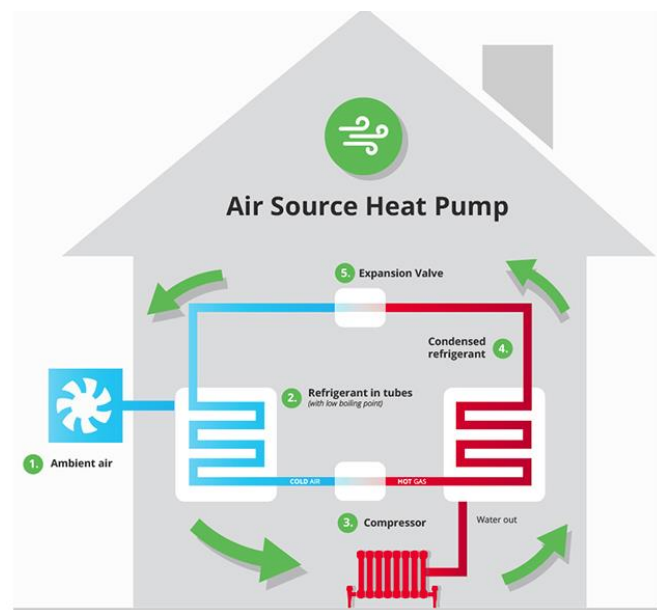 Air Source Heat Pump
5. Expansion Valve
Condensed
refrigerant
4.
2. Refrigerant in tubes
(with low boiling point)
1. Ambient air
COLD AIR
HOT GAS
3. Compressor
Water out